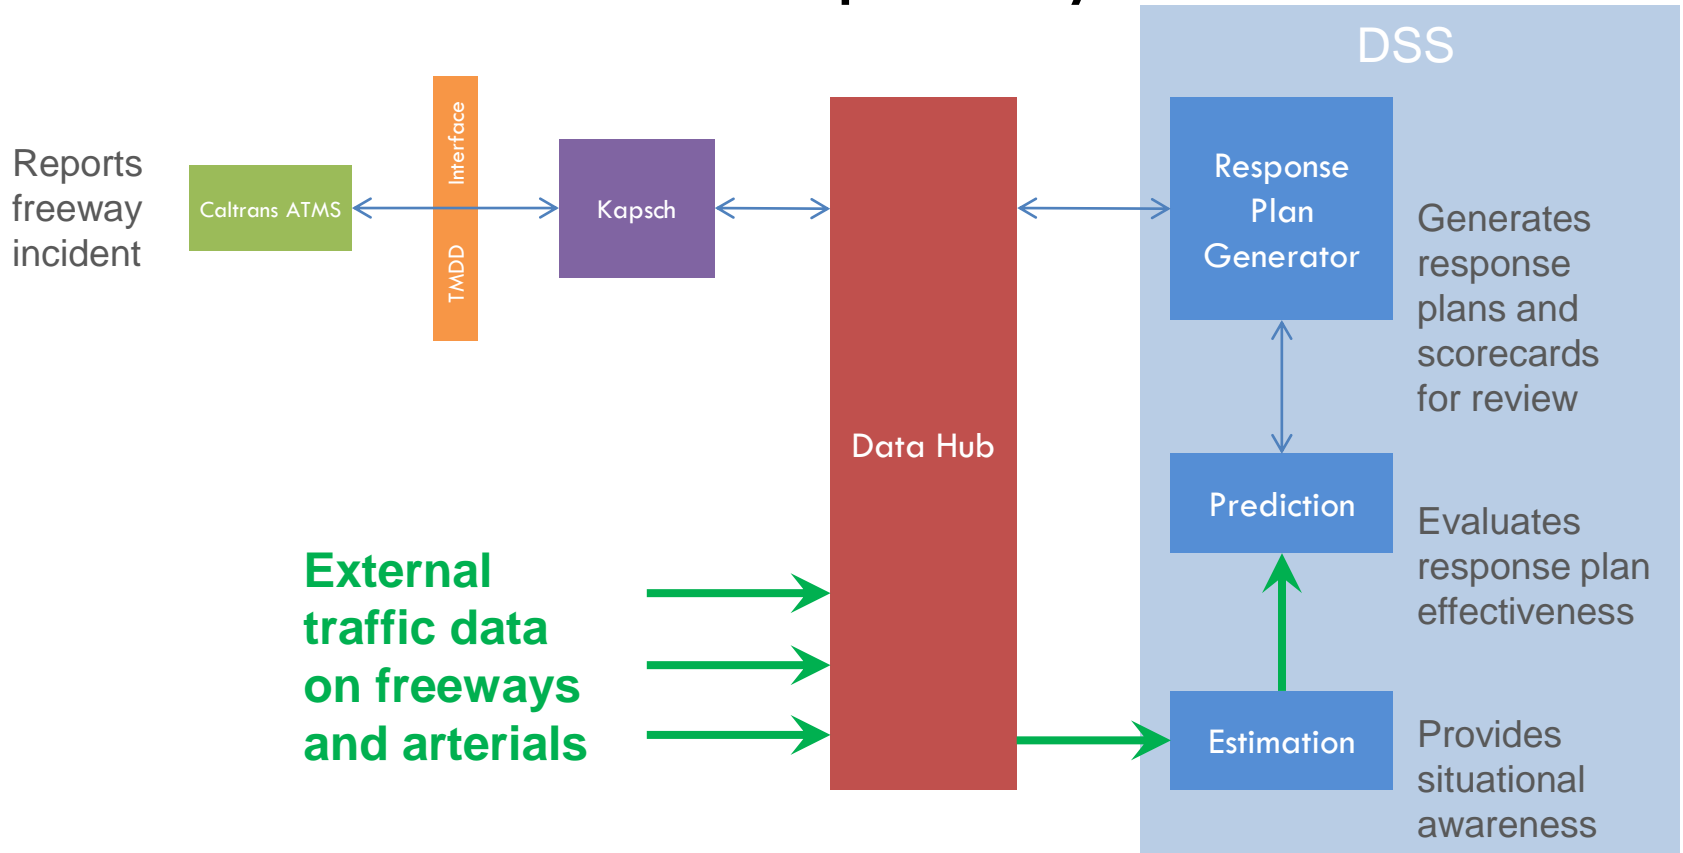 DSS
Reports
freeway
incident
Caltrans ATMS
Interface
TMDD
Kapsch
Data Hub
Response
Plan
Generator
Generates
response
plans and
scorecards
for review
Prediction
Evaluates
response plan
effectiveness
External
traffic data
on freeways
and arterials
Estimation
Provides
situational
awareness